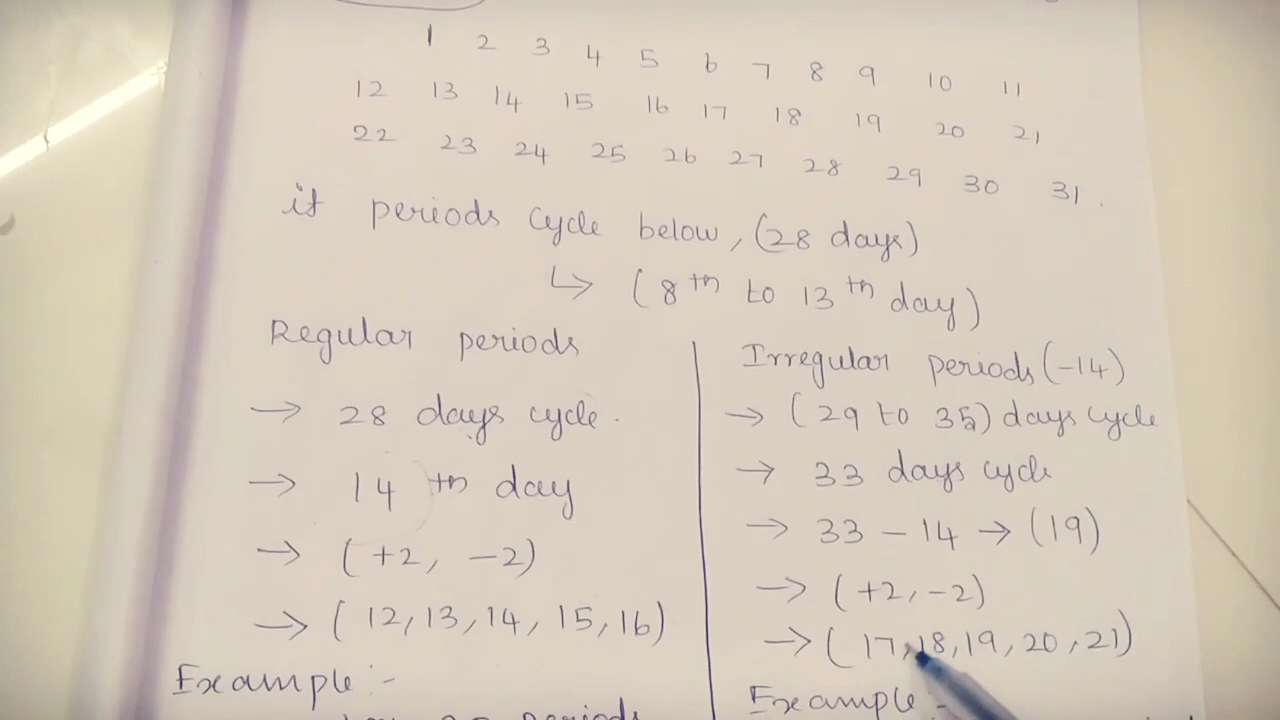 1 2 3 4 5 6 7 8 9 10 11
12 13 14 15 16 17 18 19 20 21
22 23 24 25 26 27 28 29 30 31.
if periods cycle below, (28 days)
↳ (8th to 13th day)
Regular periods
→ 28 days cycle.
→ 14th day
→ (+2, -2)
→ (12, 13, 14, 15, 16)
Example :-
Irregular periods (-14)
→ (29 to 35) days cycle
→ 33 days cycle
→ 33 - 14 → (19)
→ (+2, -2)
→ (17, 18, 19, 20, 21)
Example :-
periods